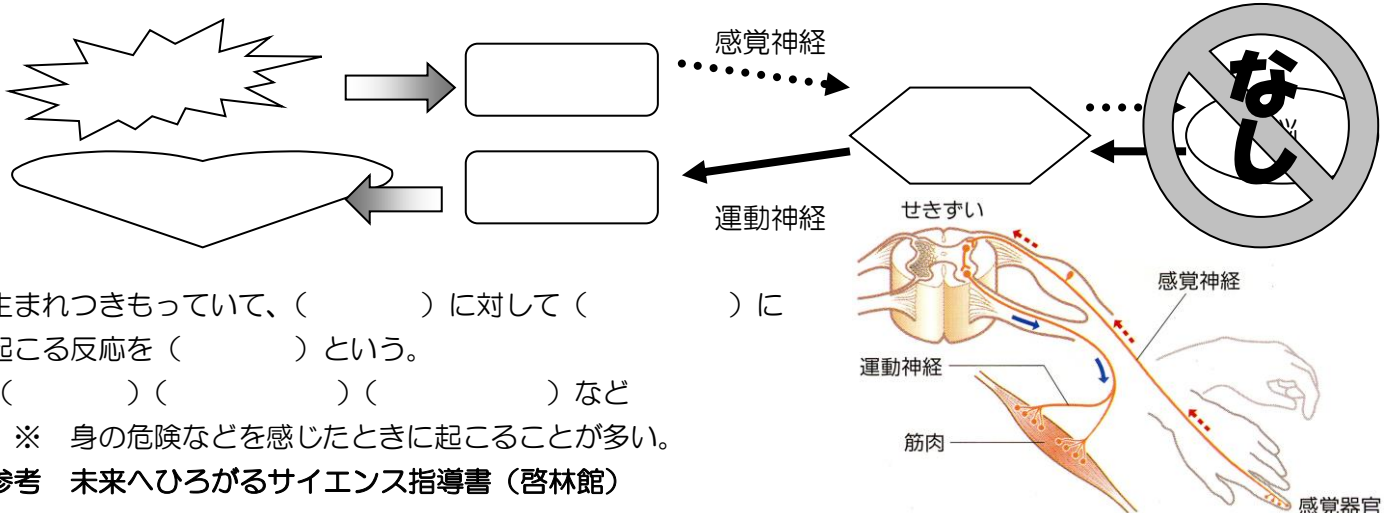 感覚神経
なし
運動神経
せきずい
感覚神経
生まれつきもっていて、（　　　　）に対して（　　　　　）に
起こる反応を（　　　　）という。
運動神経
（　　　　）（　　　　　　）（　　　　　　）など
※　身の危険などを感じたときに起こることが多い。
筋肉
参考　未来へひろがるサイエンス指導書（啓林館）
感覚器官